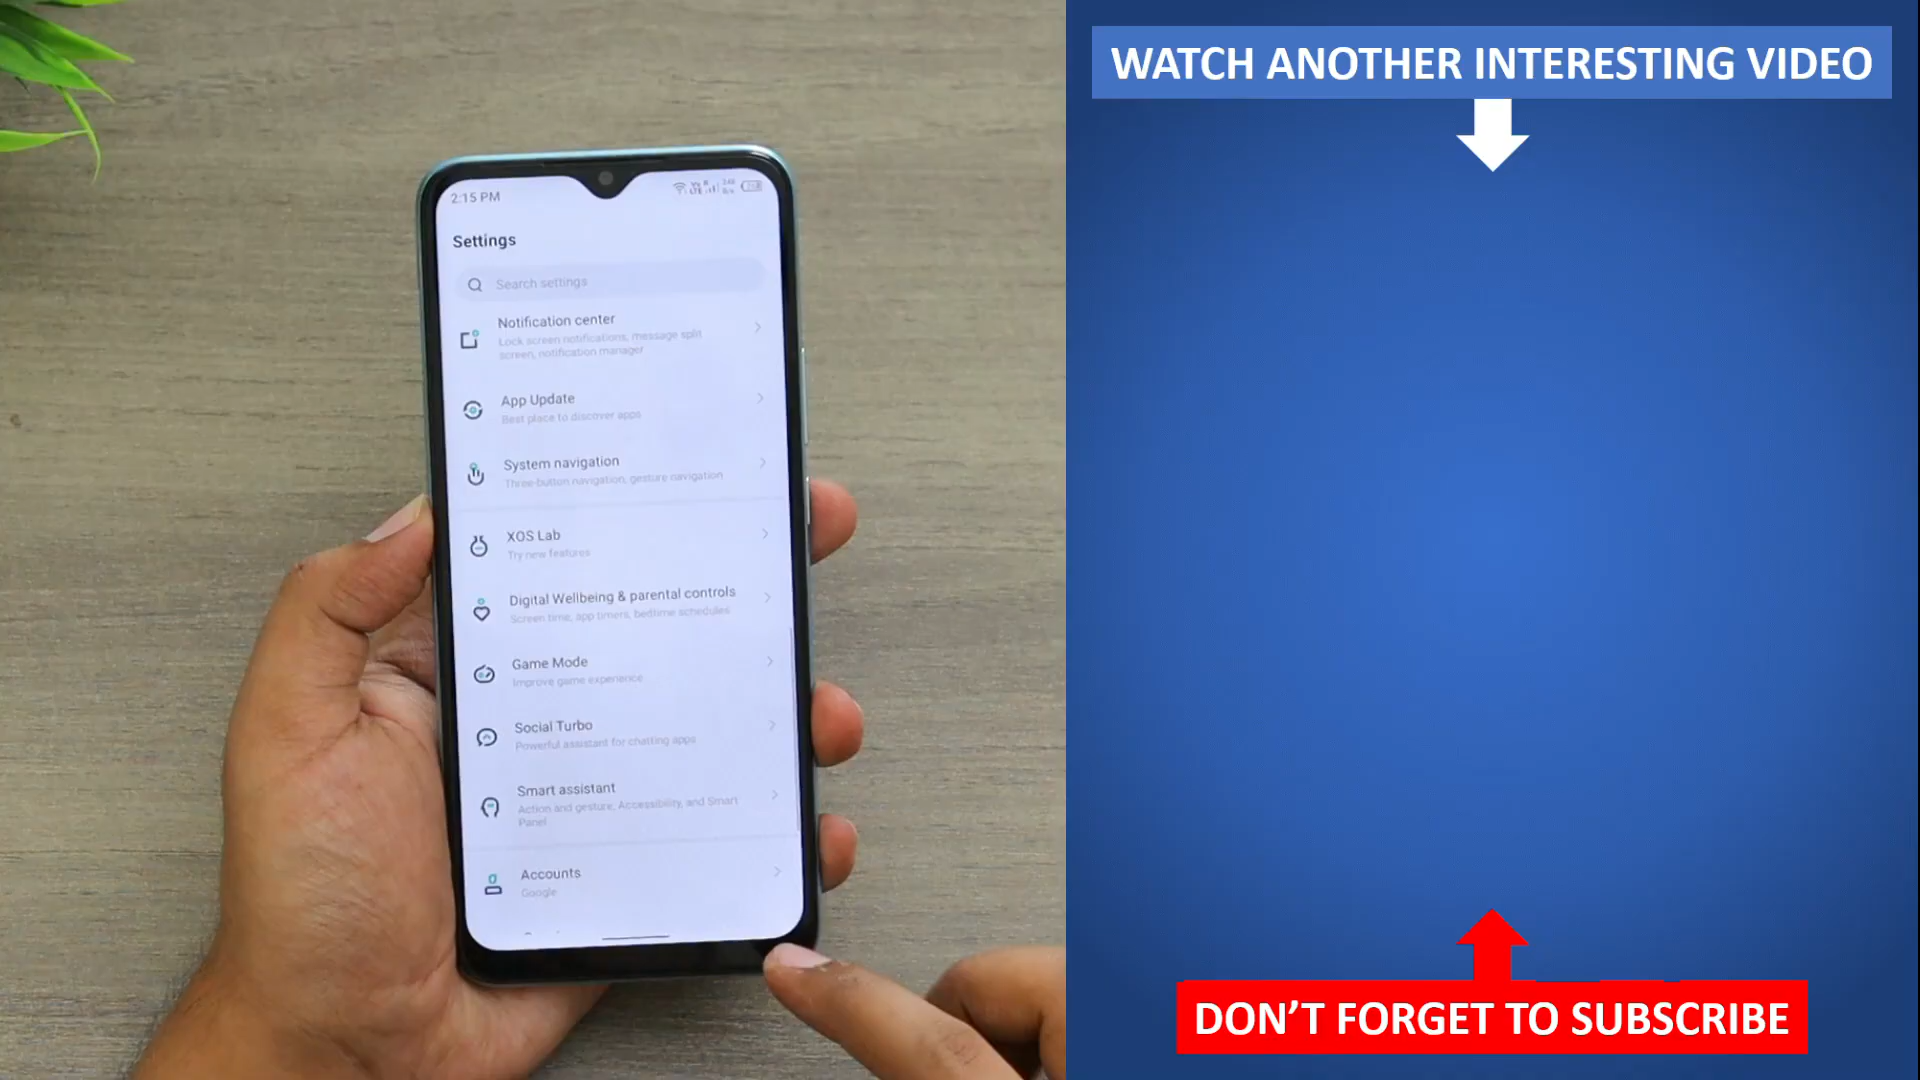 2:15 PM
Settings
Search settings
Notification center
Lock screen notifications, message split
screen, notification manager
App Update
Best place to discover apps
System navigation
Three-button navigation, gesture navigation
XOS Lab
Try new features
Digital Wellbeing & parental controls
Screen time, app timers, bedtime schedules
Game Mode
Improve game experience
Social Turbo
Powerful assistant for chatting apps
Smart assistant
Action and gesture, Accessibility, and Smart
Panel
Accounts
Google
WATCH ANOTHER INTERESTING VIDEO
DON’T FORGET TO SUBSCRIBE